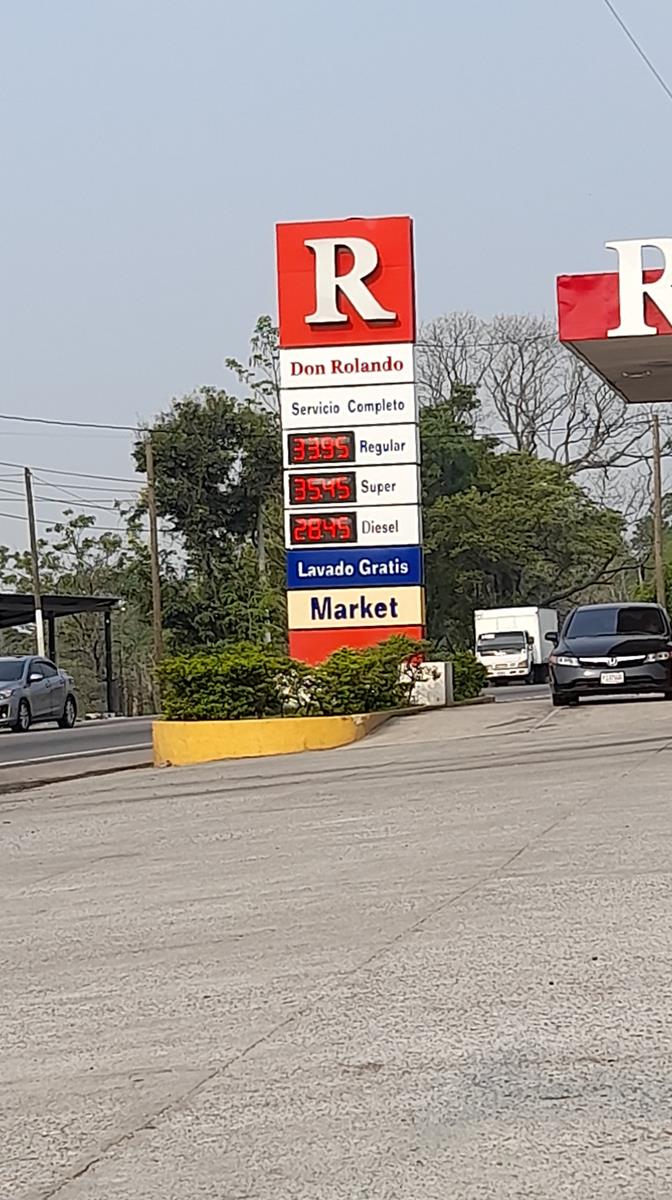 R
Don Rolando
Servicio Completo
33.95 Regular
35.45 Super
28.45 Diesel
Lavado Gratis
Market
R